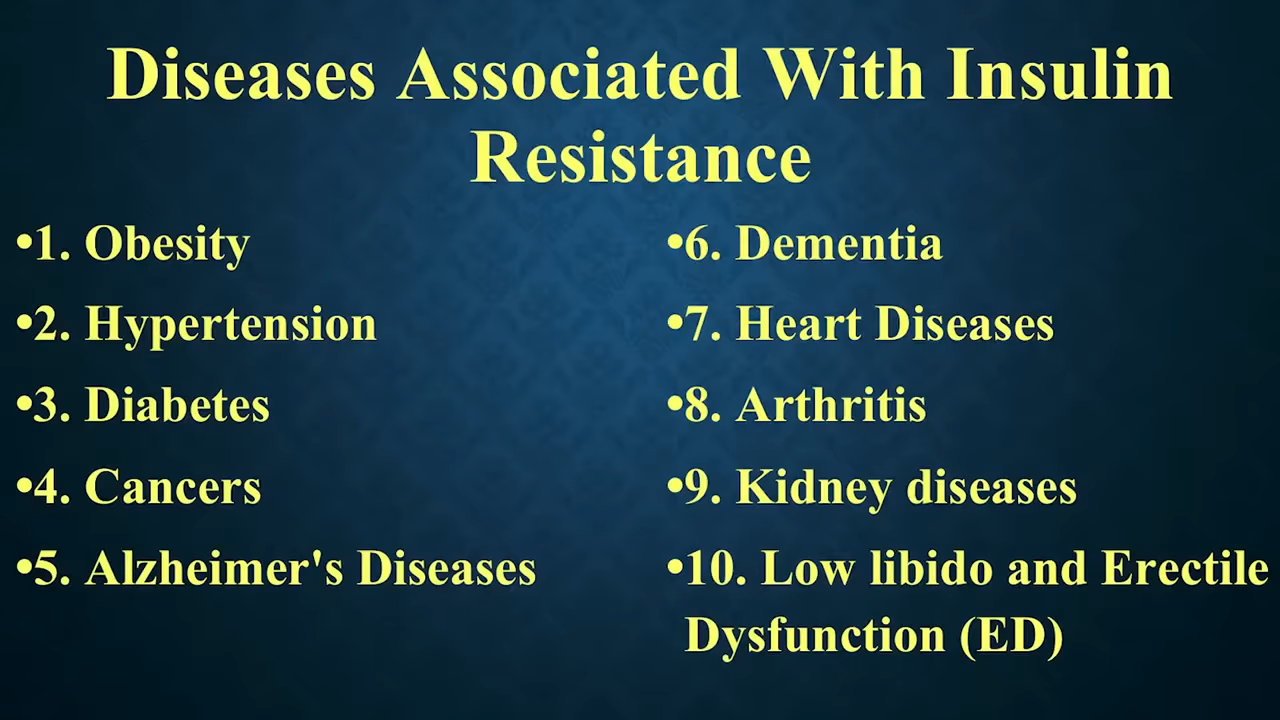 Diseases Associated With Insulin
Resistance
•1. Obesity
•2. Hypertension
•3. Diabetes
•4. Cancers
•5. Alzheimer's Diseases
•6. Dementia
•7. Heart Diseases
•8. Arthritis
•9. Kidney diseases
•10. Low libido and Erectile
Dysfunction (ED)